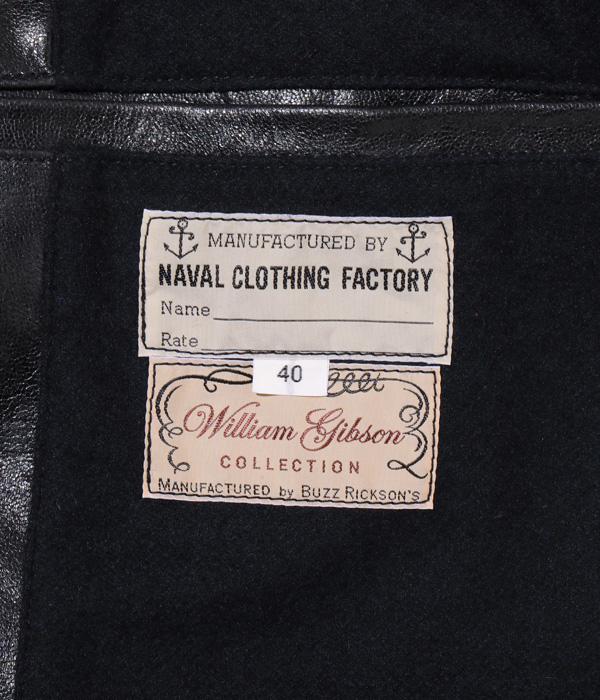 MANUFACTURED BY
NAVAL CLOTHING FACTORY
Name
Rate
40
William Gibson
COLLECTION
MANUFACTURED by BUZZ RICKSON'S